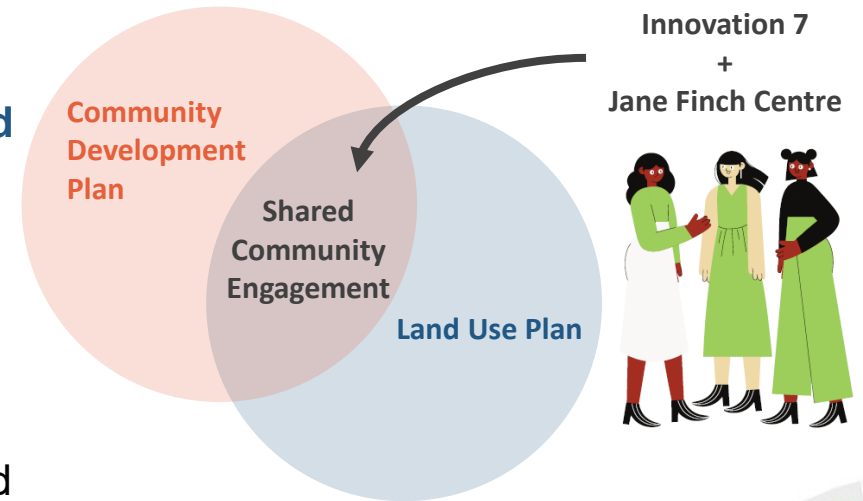 Innovation 7
+
Jane Finch Centre
d
Community
Development
Plan
Shared
Community
Engagement
Land Use Plan
d